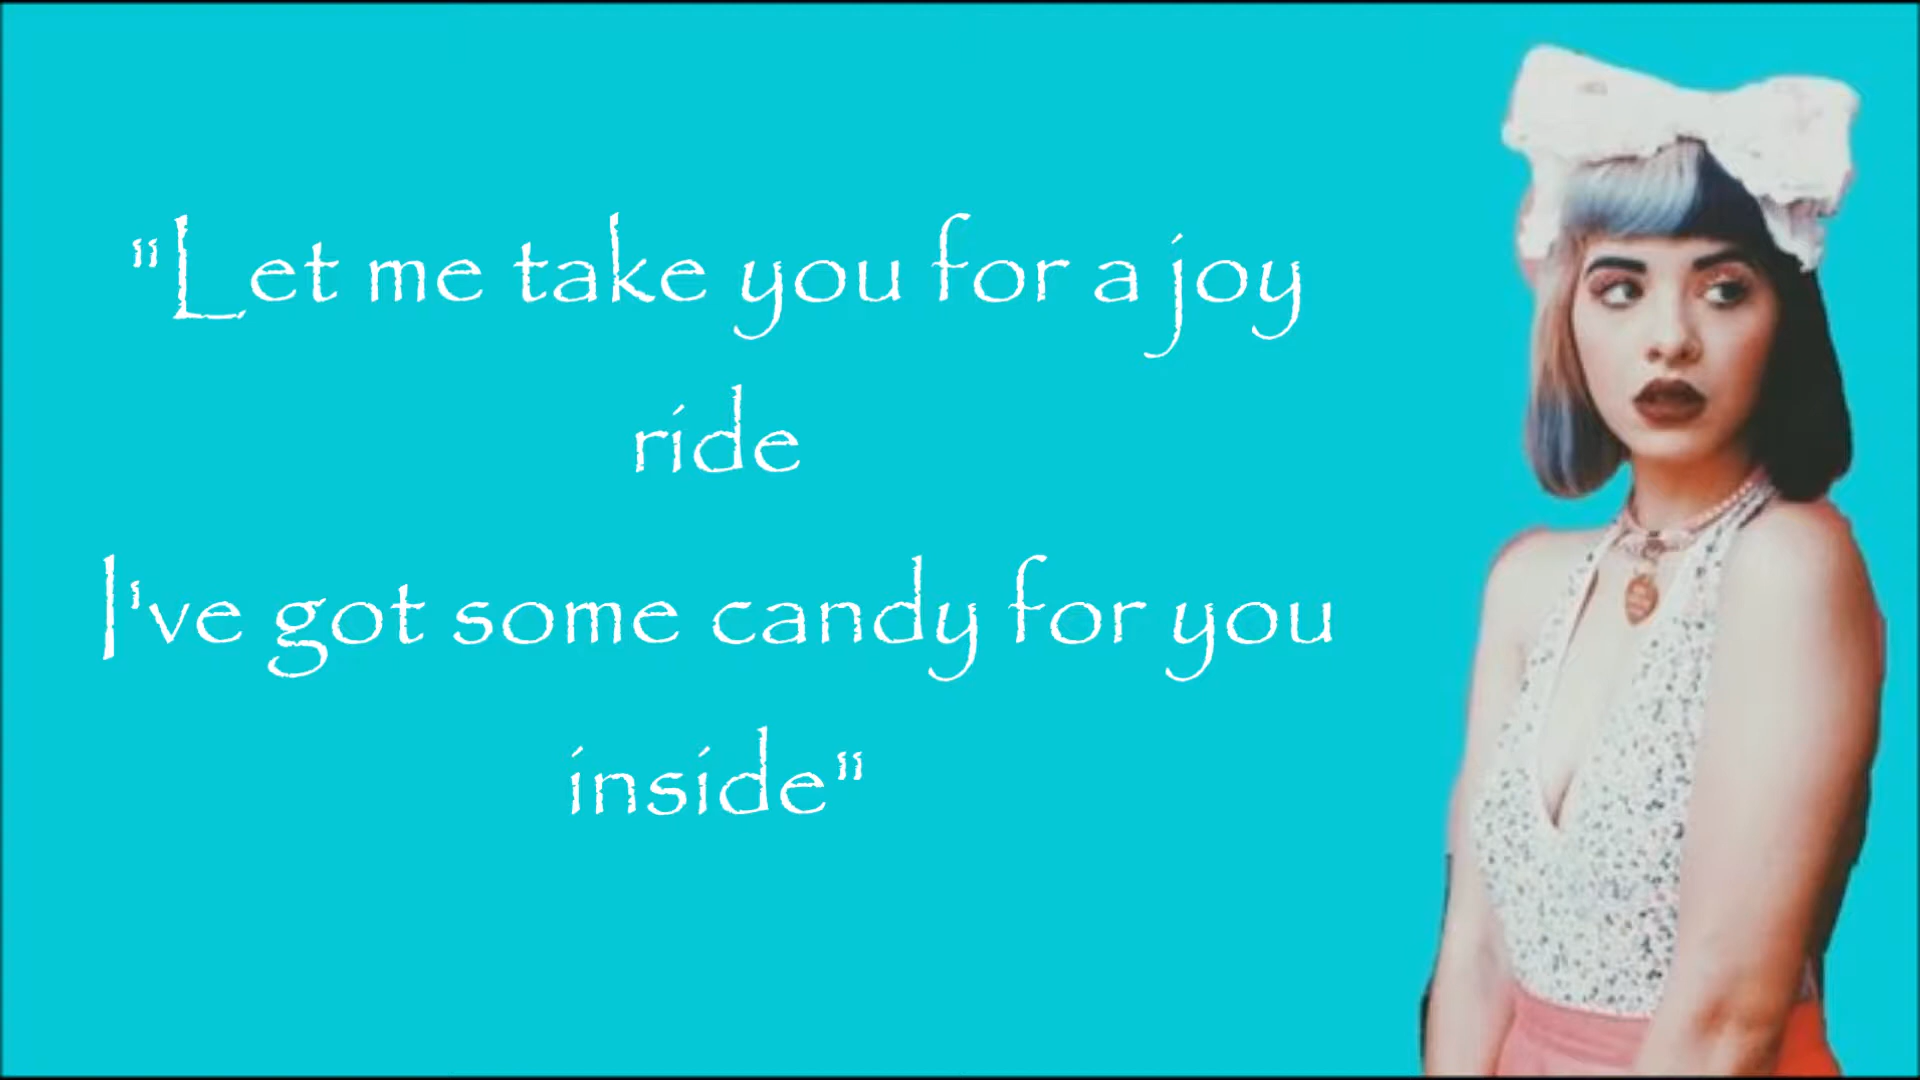 "Let me take you for a joy
ride
I've got some candy for you
inside"